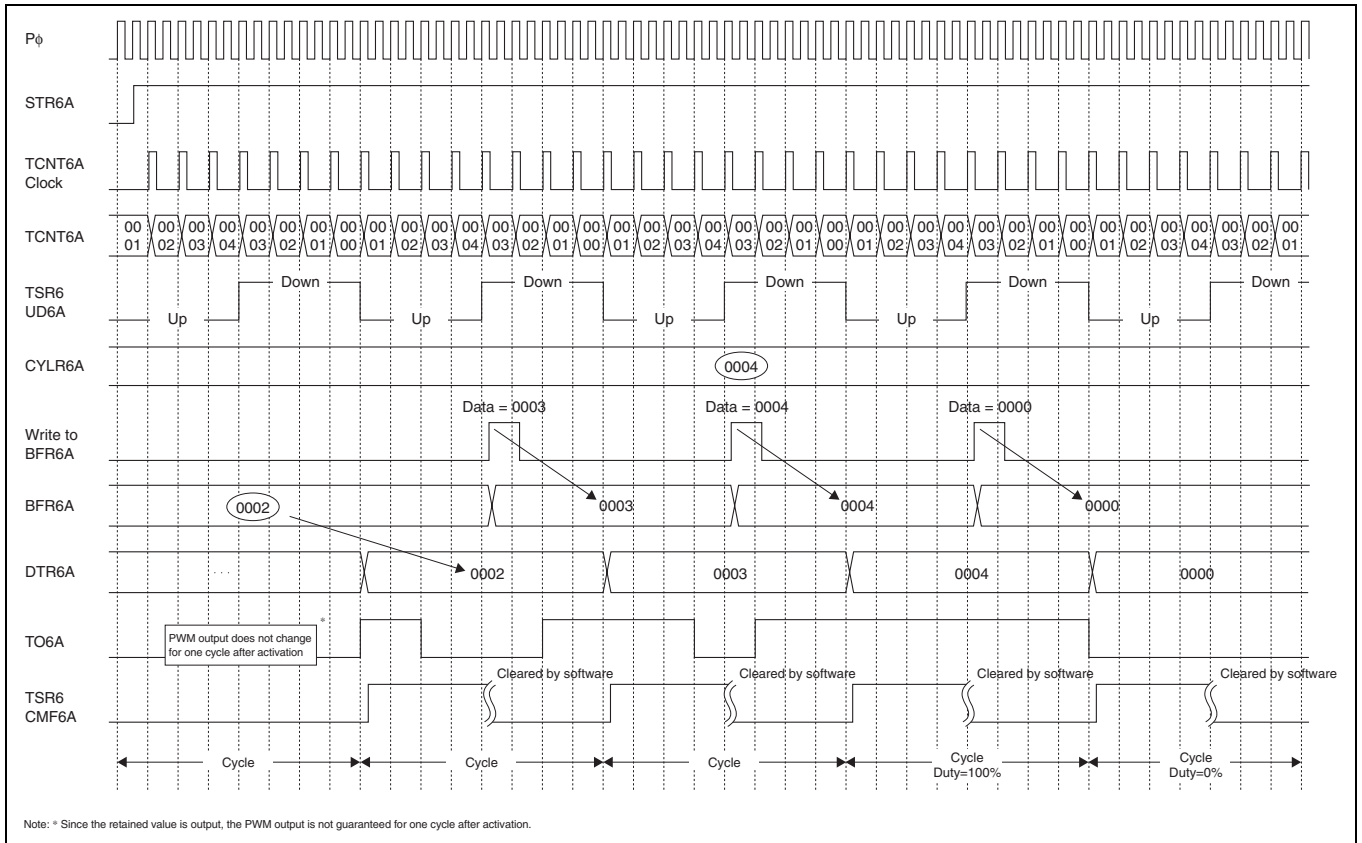 Pϕ
STR6A
TCNT6A
Clock
TCNT6A
00 00 00 00 00 00 00 00 00 00 00 00 00 00 00 00 00 00 00 00 00 00 00 00 00 00 00 00 00 00 00 00 00 00 00 00 00 00 00
01 02 03 04 03 02 01 00 01 02 03 04 03 02 01 00 01 02 03 04 03 02 01 00 01 02 03 04 03 02 01 00 01 02 03 04 03 02 01
TSR6
UD6A
Up Down Up Down Up Down Up Down Up Down
CYLR6A
0004
Data = 0003 Data = 0004 Data = 0000
Write to
BFR6A
BFR6A
0002 0003 0004 0000
DTR6A
... 0002 0003 0004 0000
TO6A
PWM output does not change
for one cycle after activation
*
Cleared by software Cleared by software Cleared by software Cleared by software
TSR6
CMF6A
Cycle Cycle Cycle Cycle Cycle
Duty=100% Duty=0%
Note: * Since the retained value is output, the PWM output is not guaranteed for one cycle after activation.